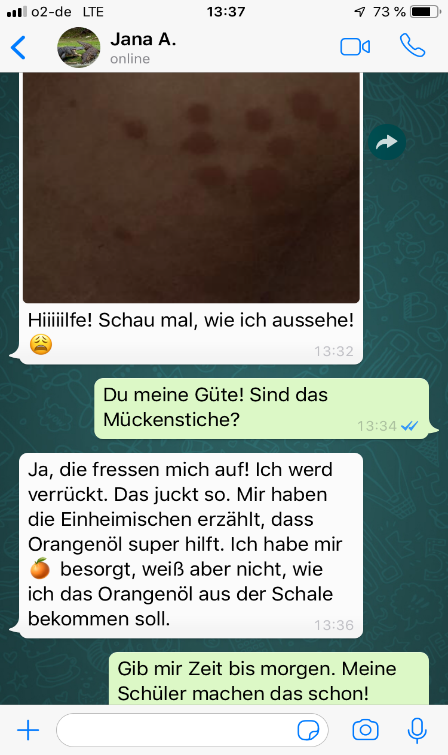 o2-de LTE 13:37 73 %
Jana A.
online
Hiiiiilfe! Schau mal, wie ich aussehe!
😩 13:32
Du meine Güte! Sind das
Mückenstiche? 13:34
Ja, die fressen mich auf! Ich werd
verrückt. Das juckt so. Mir haben
die Einheimischen erzählt, dass
Orangenöl super hilft. Ich habe mir
🍊 besorgt, weiß aber nicht, wie
ich das Orangenöl aus der Schale
bekommen soll. 13:36
Gib mir Zeit bis morgen. Meine
Schüler machen das schon!